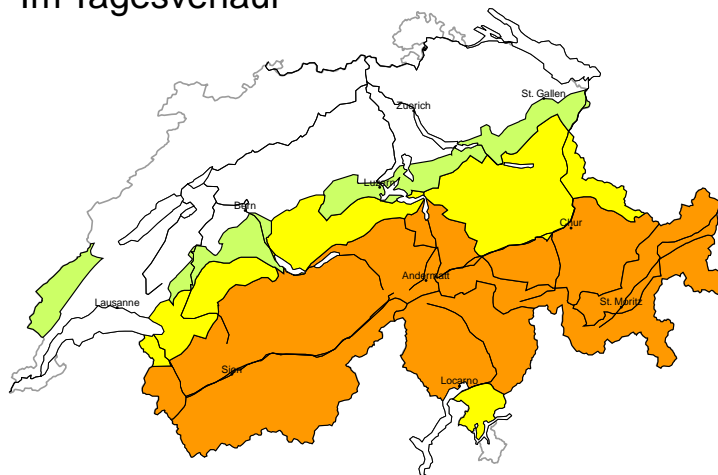 im Tagesverlauf
St. Gallen
Zuerich
Luzern
Bern
Chur
Andermatt
Lausanne
St. Moritz
Sion
Locarno